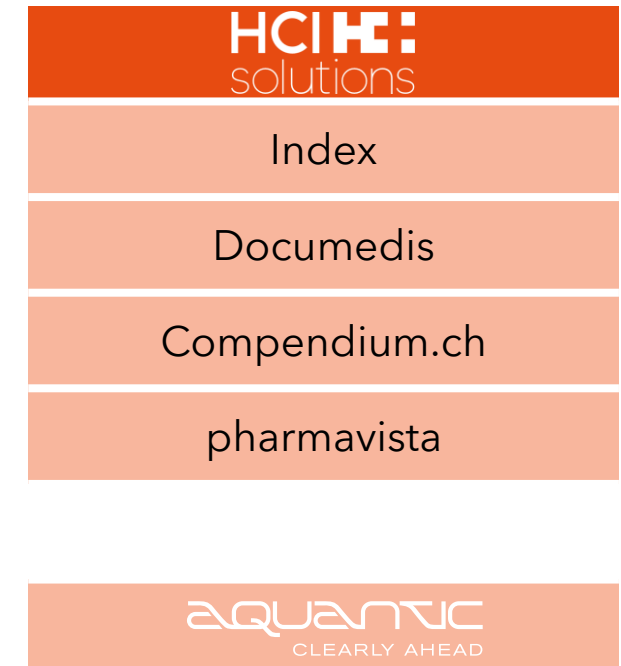 HCI
solutions
Index
Documedis
Compendium.ch
pharmavista
aquantic
CLEARLY AHEAD